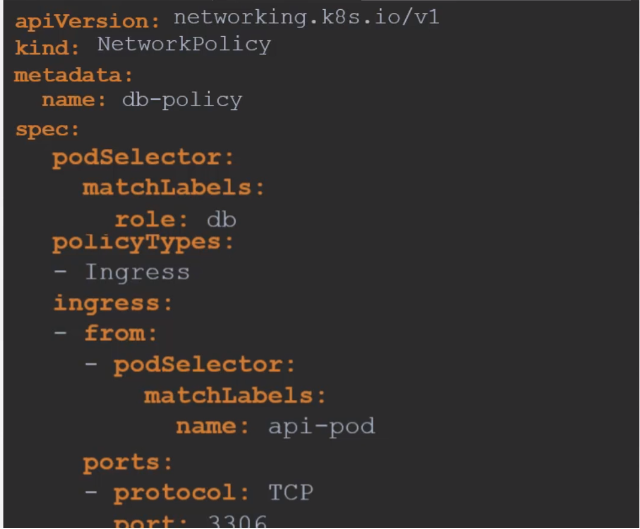 apiVersion: networking.k8s.io/v1
kind: NetworkPolicy
metadata:
  name: db-policy
spec:
  podSelector:
    matchLabels:
      role: db
  policyTypes:
  - Ingress
  ingress:
  - from:
    - podSelector:
        matchLabels:
          name: api-pod
    ports:
    - protocol: TCP
      port: 3306